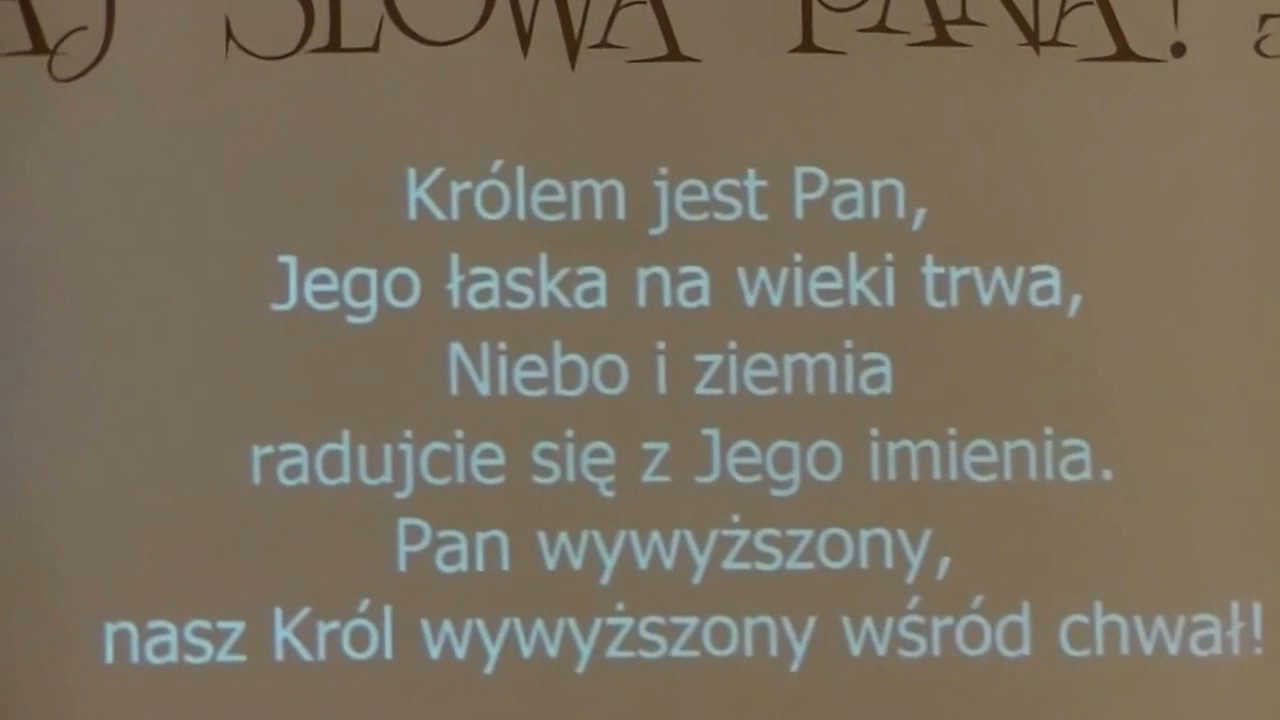 SŁOWA PANA!
Królem jest Pan,
Jego łaska na wieki trwa,
Niebo i ziemia
radujcie się z Jego imienia.
Pan wywyższony,
nasz Król wywyższony wśród chwał!